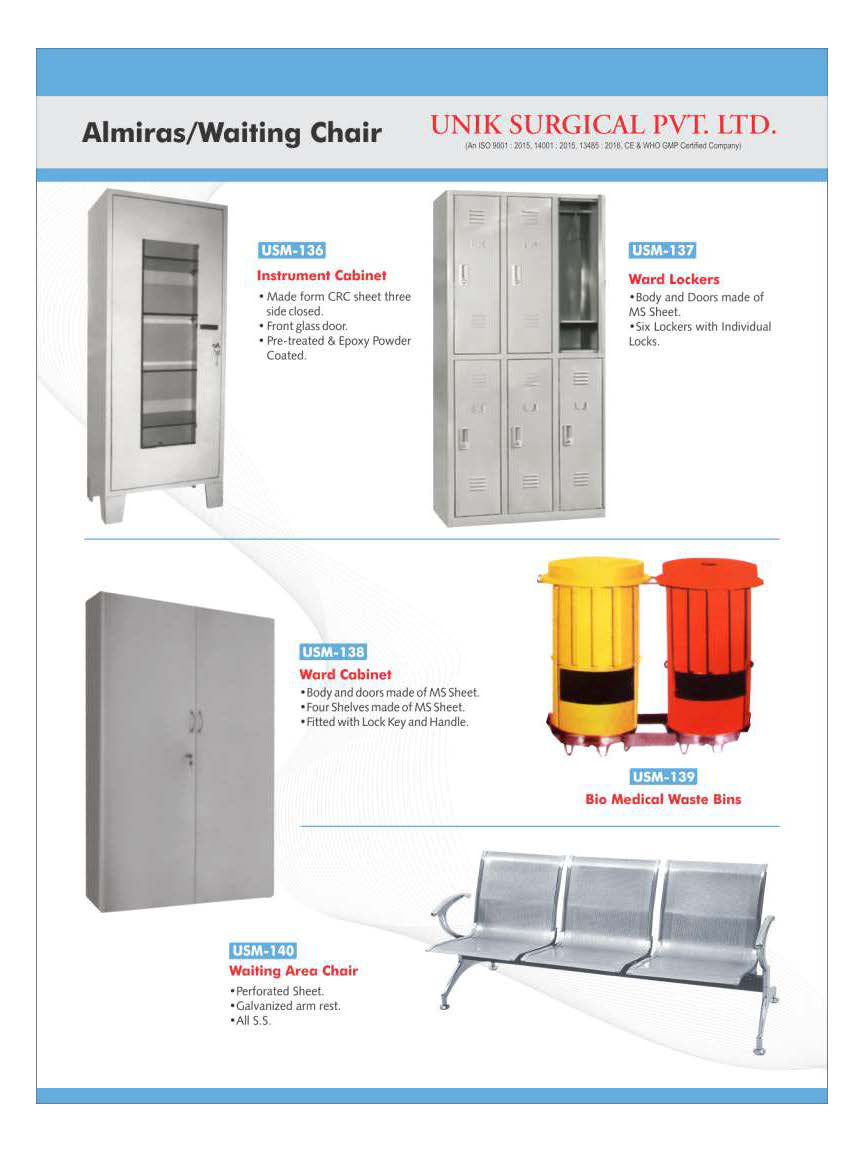 Almiras/Waiting Chair
UNIK SURGICAL PVT. LTD.
(An ISO 9001 : 2015, 14001 : 2015, 13485 : 2016, CE & WHO GMP Certified Company)
USM-136
Instrument Cabinet
• Made form CRC sheet three
side closed.
• Front glass door.
• Pre-treated & Epoxy Powder
Coated.
USM-137
Ward Lockers
•Body and Doors made of
MS Sheet.
•Six Lockers with Individual
Locks.
USM-138
Ward Cabinet
•Body and doors made of MS Sheet.
•Four Shelves made of MS Sheet.
•Fitted with Lock Key and Handle.
USM-139
Bio Medical Waste Bins
USM-140
Waiting Area Chair
•Perforated Sheet.
•Galvanized arm rest.
•All S.S.